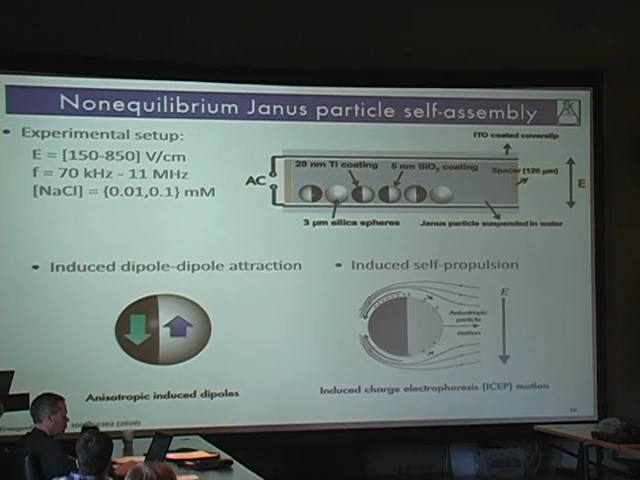 Nonequilibrium Janus particle self-assembly
• Experimental setup:
E = [150-850] V/cm
f = 70 kHz - 11 MHz
[NaCl] = {0.01,0.1} mM
ITO coated coverslip
20 nm Ti coating
5 nm SiO2 coating
Spacer (120 μm)
AC
E
3 μm silica spheres
Janus particle suspended in water
• Induced dipole-dipole attraction
• Induced self-propulsion
E
Anisotropic
particle
motion
Anisotropic induced dipoles
Induced charge electrophoresis (ICEP) motion